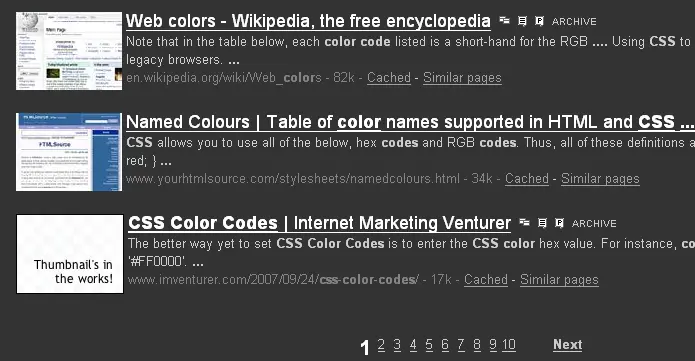 Web colors - Wikipedia, the free encyclopedia ARCHIVE
Note that in the table below, each color code listed is a short-hand for the RGB .... Using CSS to
legacy browsers. ...
en.wikipedia.org/wiki/Web_colors - 82k - Cached - Similar pages
Named Colours | Table of color names supported in HTML and CSS ...
CSS allows you to use all of the below, hex codes and RGB codes. Thus, all of these definitions a
red; } ...
www.yourhtmlsource.com/stylesheets/namedcolours.html - 34k - Cached - Similar pages
CSS Color Codes | Internet Marketing Venturer ARCHIVE
The better way yet to set CSS Color Codes is to enter the CSS color hex value. For instance, co
'#FF0000'. ...
www.imventurer.com/2007/09/24/css-color-codes/ - 17k - Cached - Similar pages
Thumbnail's in
the works!
1 2 3 4 5 6 7 8 9 10 Next